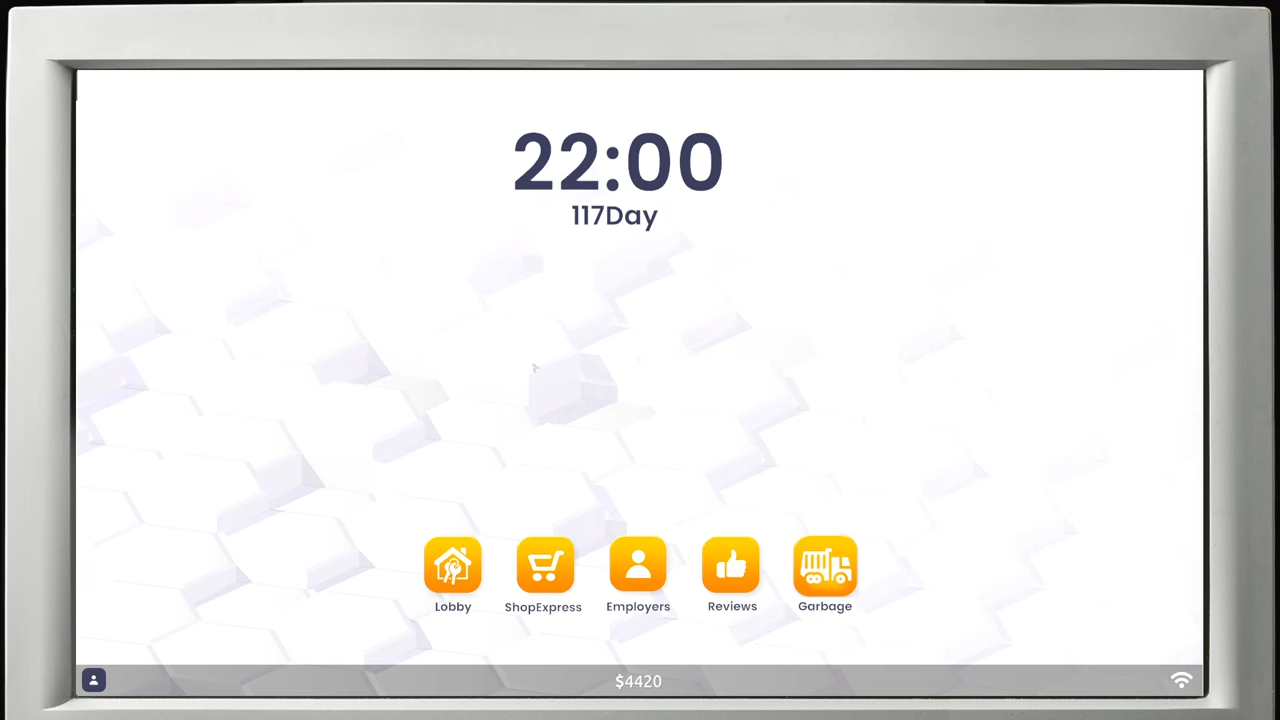 22:00
117Day
Lobby
ShopExpress
Employers
Reviews
Garbage
$4420